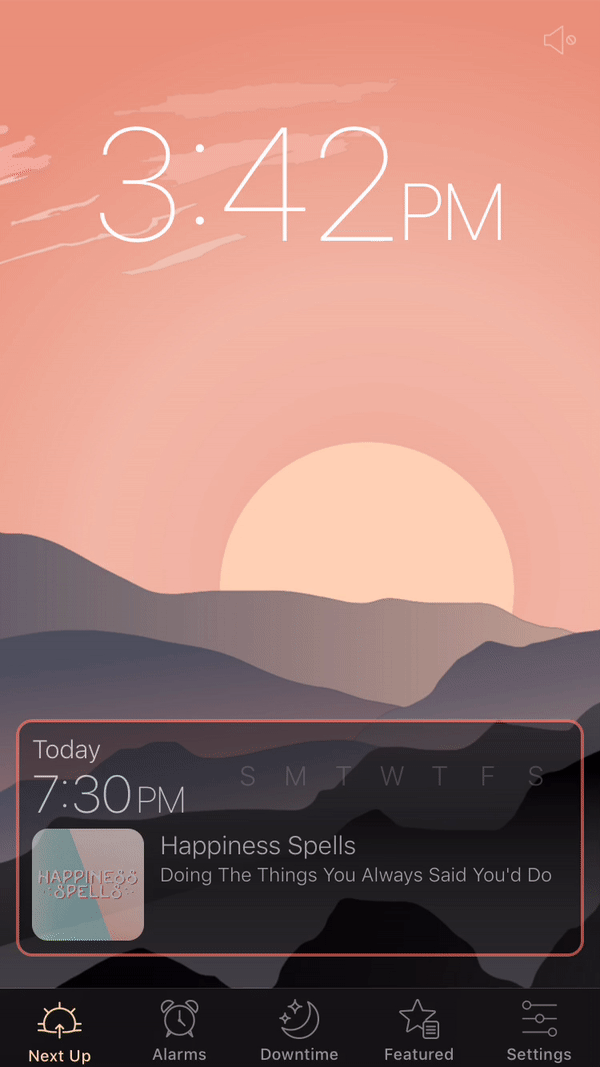 3:42PM
Today
7:30PM
S M T W T F S
HAPPINESS
SPELLS
Happiness Spells
Doing The Things You Always Said You'd Do
Next Up
Alarms
Downtime
Featured
Settings